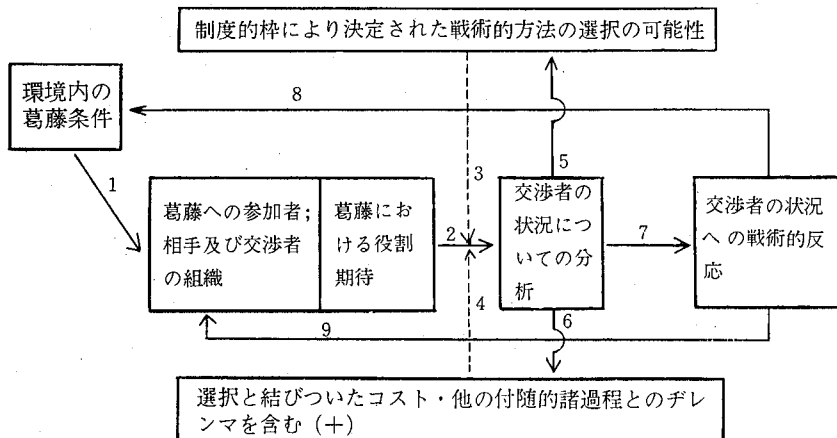 制度的枠により決定された戦術的方法の選択の可能性
環境内の
葛藤条件
8
1
3
5
葛藤への参加者；
相手及び交渉者
の組織
葛藤にお
ける役割
期待
2
交渉者の
状況につ
いての分
析
7
交渉者の状況
への戦術的反
応
4
6
9
選択と結びついたコスト・他の付随的諸過程とのヂレ
ンマを含む（＋）